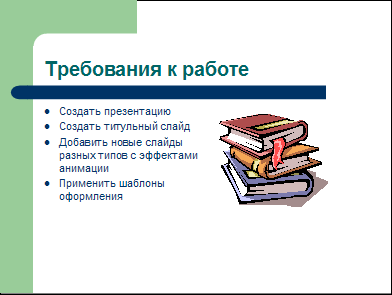 Требования к работе
Создать презентацию
Создать титульный слайд
Добавить новые слайды
разных типов с эффектами
анимации
Применить шаблоны
оформления